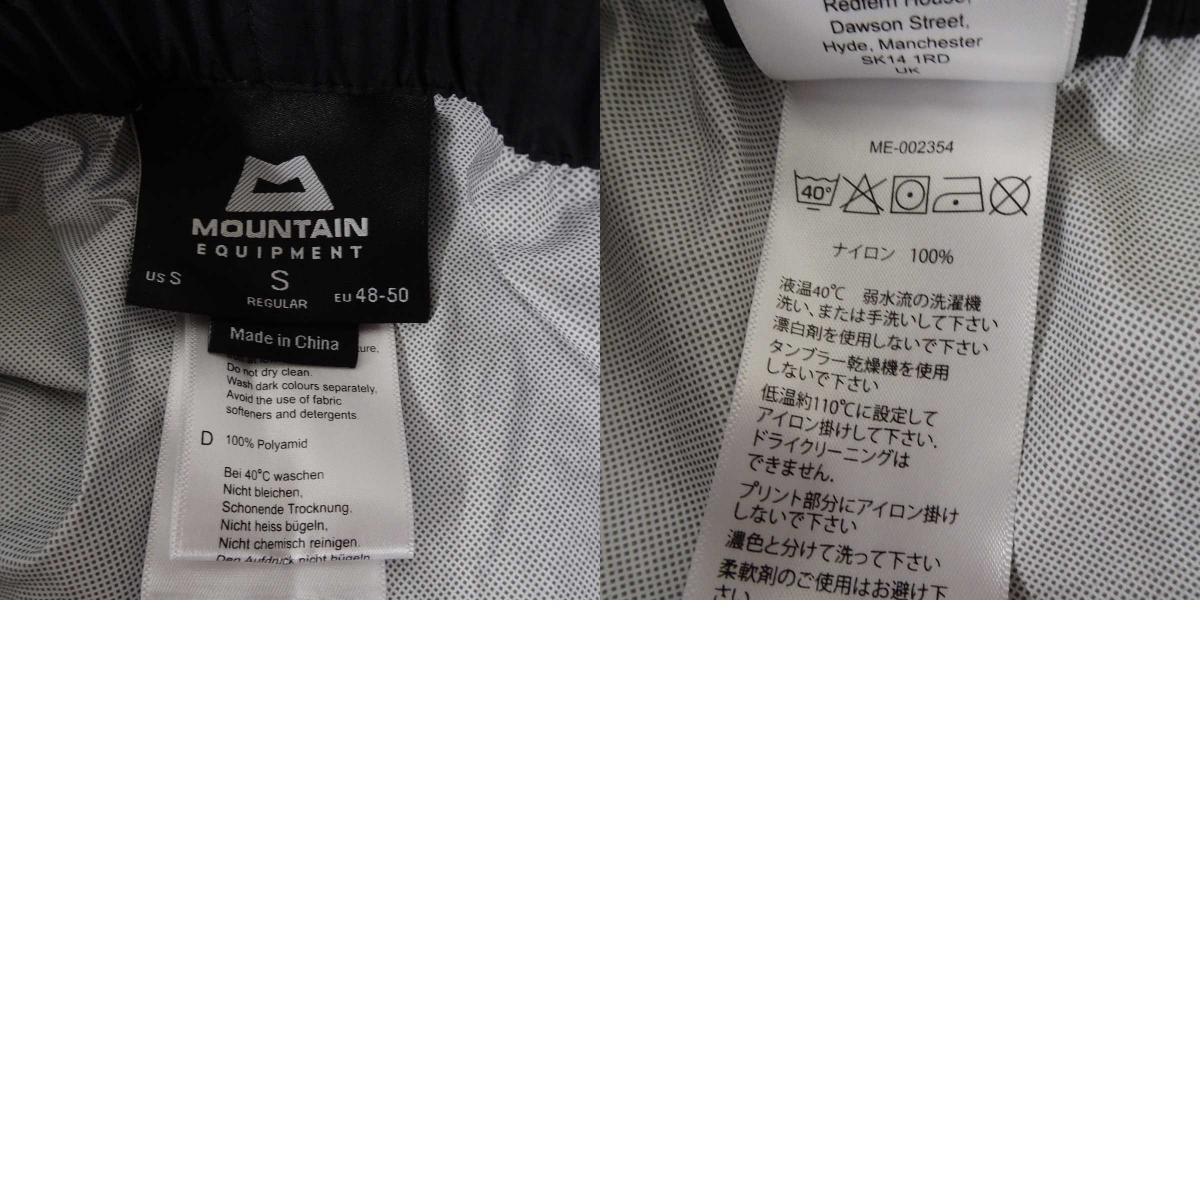 MOUNTAIN
EQUIPMENT
US S
S
REGULAR
EU 48-50
Made in China
Do not dry clean.
Wash dark colours separately,
Avoid the use of fabric
softeners and detergents.
D 100% Polyamid
Bei 40°C waschen
Nicht bleichen,
Schonende Trocknung.
Nicht heiss bügeln,
Nicht chemisch reinigen.
Den Aufdruck nicht bügeln
Redfern House,
Dawson Street,
Hyde, Manchester
SK14 1RD
UK
ME-002354
40°
ナイロン 100%
液温40℃ 弱水流の洗濯機
洗い、または手洗いして下さい
漂白剤を使用しないで下さい
タンブラー乾燥機を使用
しないで下さい
低温約110℃に設定して
アイロン掛けして下さい.
ドライクリーニングは
できません.
プリント部分にアイロン掛け
しないで下さい
濃色と分けて洗って下さい
柔軟剤のご使用はお避け下
さい